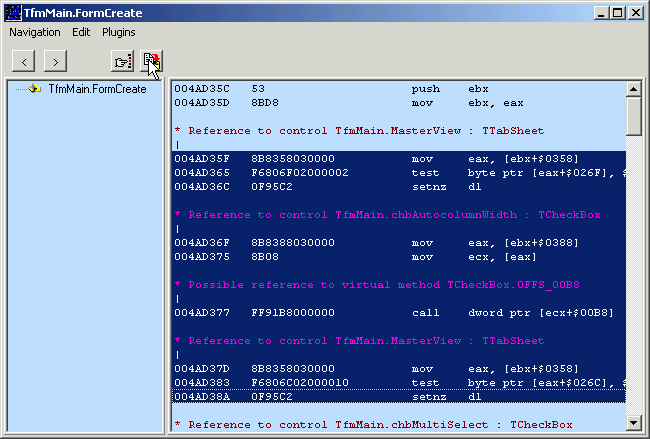 TfmMain.FormCreate
Navigation Edit Plugins
< >
TfmMain.FormCreate
004AD35C 53 push ebx
004AD35D 8BD8 mov ebx, eax
* Reference to control TfmMain.MasterView : TTabSheet
|
004AD35F 8B8358030000 mov eax, [ebx+$0358]
004AD365 F6806F02000002 test byte ptr [eax+$026F], $
004AD36C 0F95C2 setnz dl
* Reference to control TfmMain.chbAutocolumnWidth : TCheckBox
|
004AD36F 8B8388030000 mov eax, [ebx+$0388]
004AD375 8B08 mov ecx, [eax]
* Possible reference to virtual method TCheckBox.OFFS_00B8
|
004AD377 FF91B8000000 call dword ptr [ecx+$00B8]
* Reference to control TfmMain.MasterView : TTabSheet
|
004AD37D 8B8358030000 mov eax, [ebx+$0358]
004AD383 F6806C02000010 test byte ptr [eax+$026C], $
004AD38A 0F95C2 setnz dl
* Reference to control TfmMain.chbMultiSelect : TCheckBox